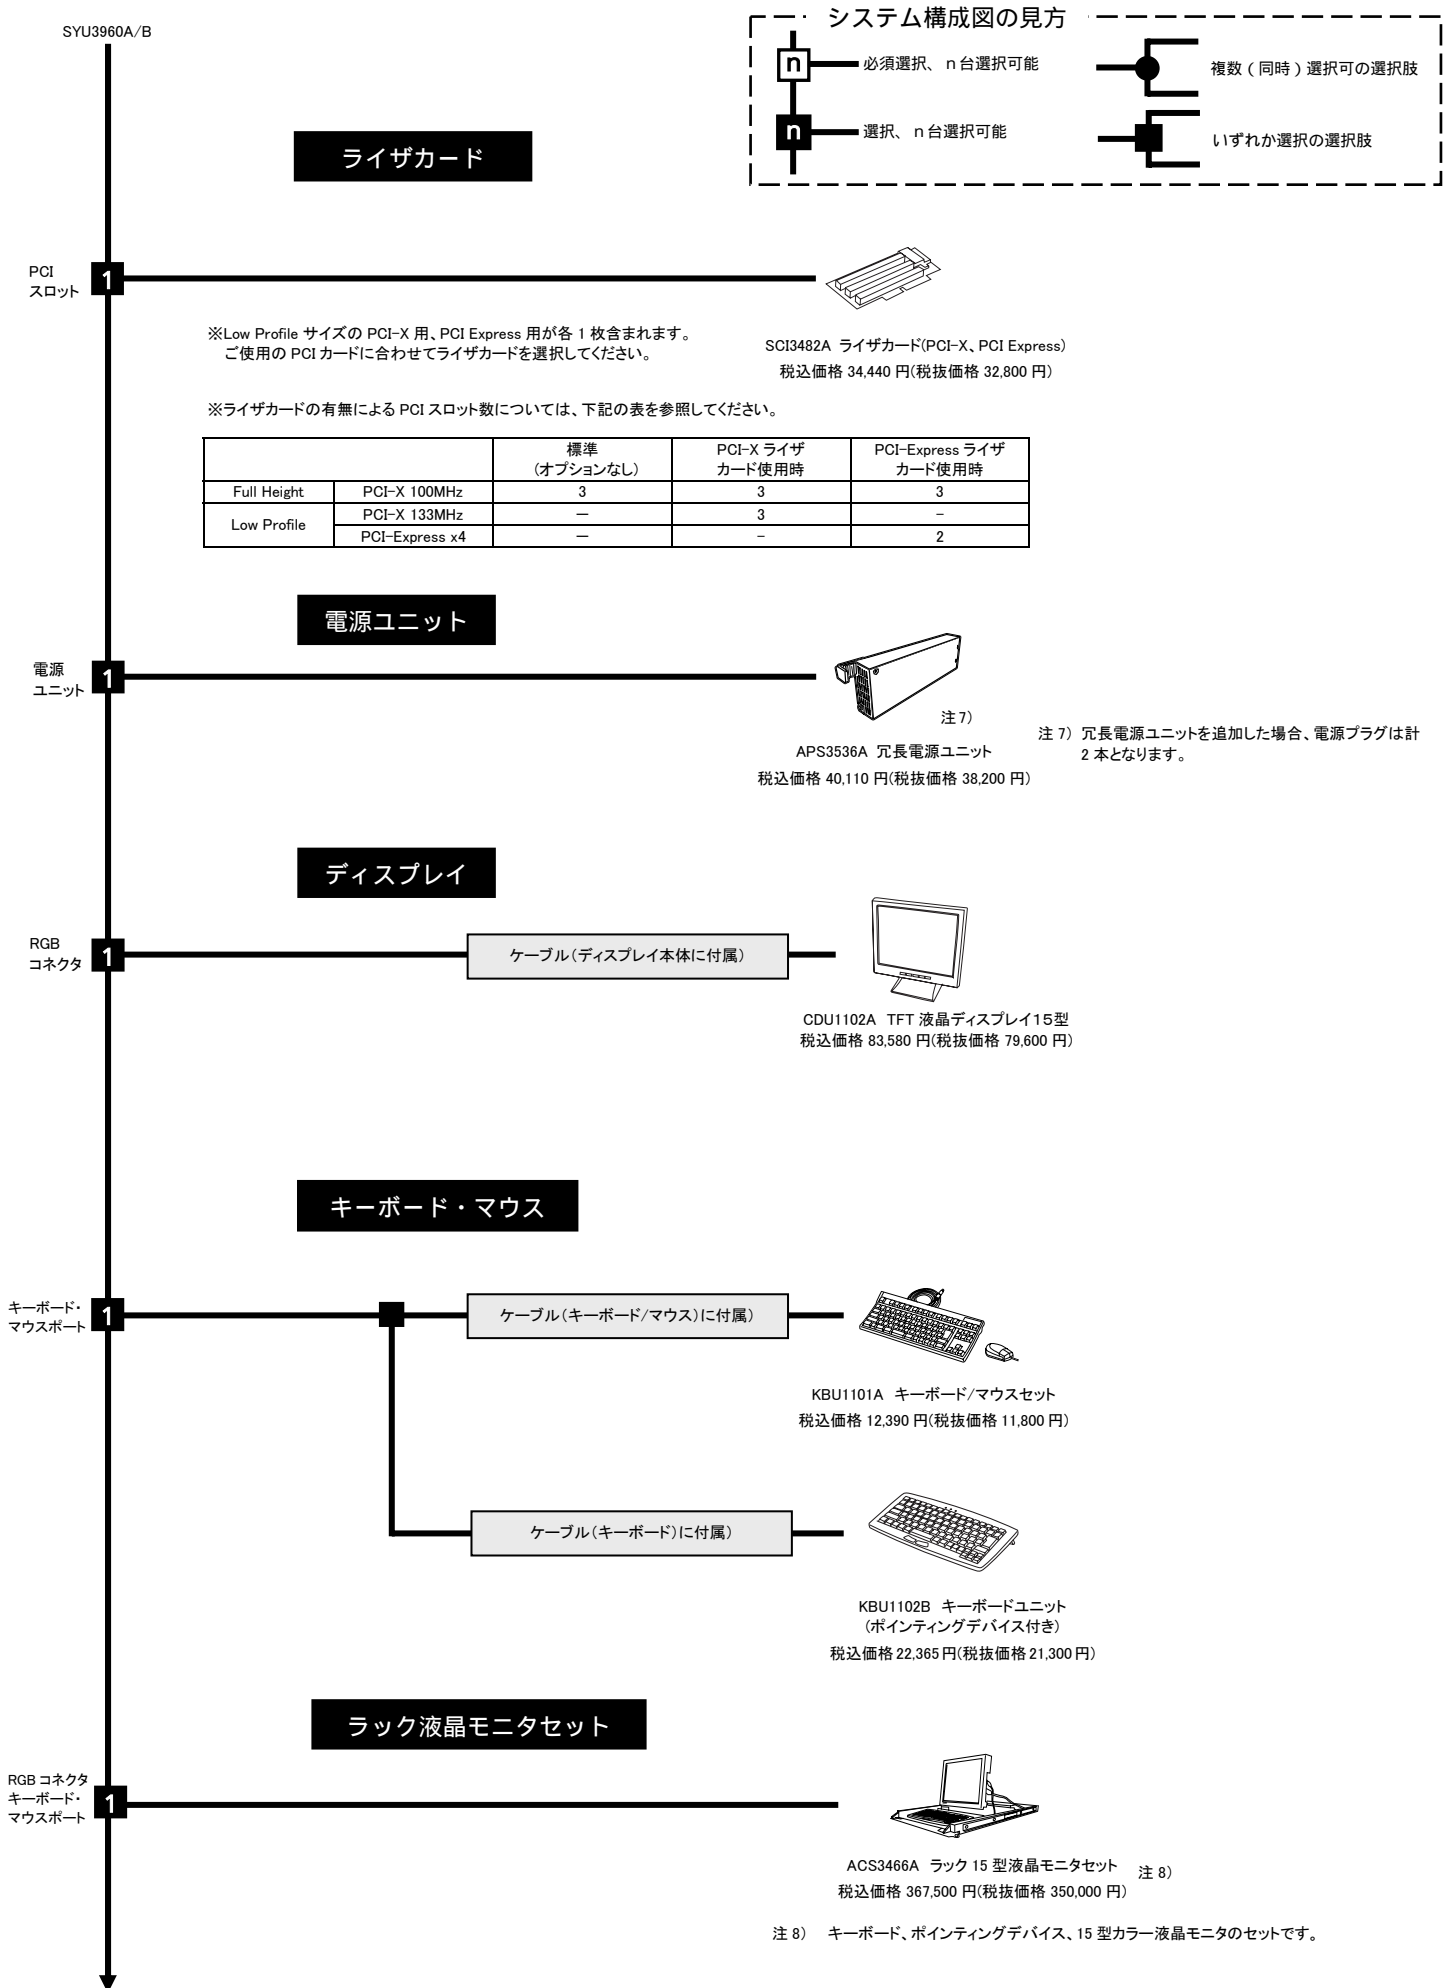 SYU3960A/B
システム構成図の見方
n
必須選択、n台選択可能
複数(同時)選択可の選択肢
n
選択、n台選択可能
いずれか選択の選択肢
ライザカード
PCI
スロット
1
※Low Profile サイズの PCI-X 用、PCI Express 用が各 1 枚含まれます。
ご使用の PCI カードに合わせてライザカードを選択してください。
SCI3482A ライザカード(PCI-X、PCI Express)
税込価格 34,440 円(税抜価格 32,800 円)
※ライザカードの有無による PCI スロット数については、下記の表を参照してください。
標準 PCI-X ライザ PCI-Express ライザ
(オプションなし) カード使用時 カード使用時
Full Height PCI-X 100MHz 3 3 3
Low Profile PCI-X 133MHz － 3 -
PCI-Express x4 － - 2
電源ユニット
電源
ユニット
1
注 7)
APS3536A 冗長電源ユニット
税込価格 40,110 円(税抜価格 38,200 円)
注 7) 冗長電源ユニットを追加した場合、電源プラグは計
2 本となります。
ディスプレイ
RGB
コネクタ
1
ケーブル(ディスプレイ本体に付属)
CDU1102A TFT 液晶ディスプレイ15型
税込価格 83,580 円(税抜価格 79,600 円)
キーボード・マウス
キーボード・
マウスポート
1
ケーブル(キーボード/マウス)に付属)
KBU1101A キーボード/マウスセット
税込価格 12,390 円(税抜価格 11,800 円)
ケーブル(キーボード)に付属)
KBU1102B キーボードユニット
(ポインティングデバイス付き)
税込価格 22,365 円(税抜価格 21,300 円)
ラック液晶モニタセット
RGB コネクタ
キーボード・
マウスポート
1
ACS3466A ラック 15 型液晶モニタセット 注 8)
税込価格 367,500 円(税抜価格 350,000 円)
注 8) キーボード、ポインティングデバイス、15 型カラー液晶モニタのセットです。